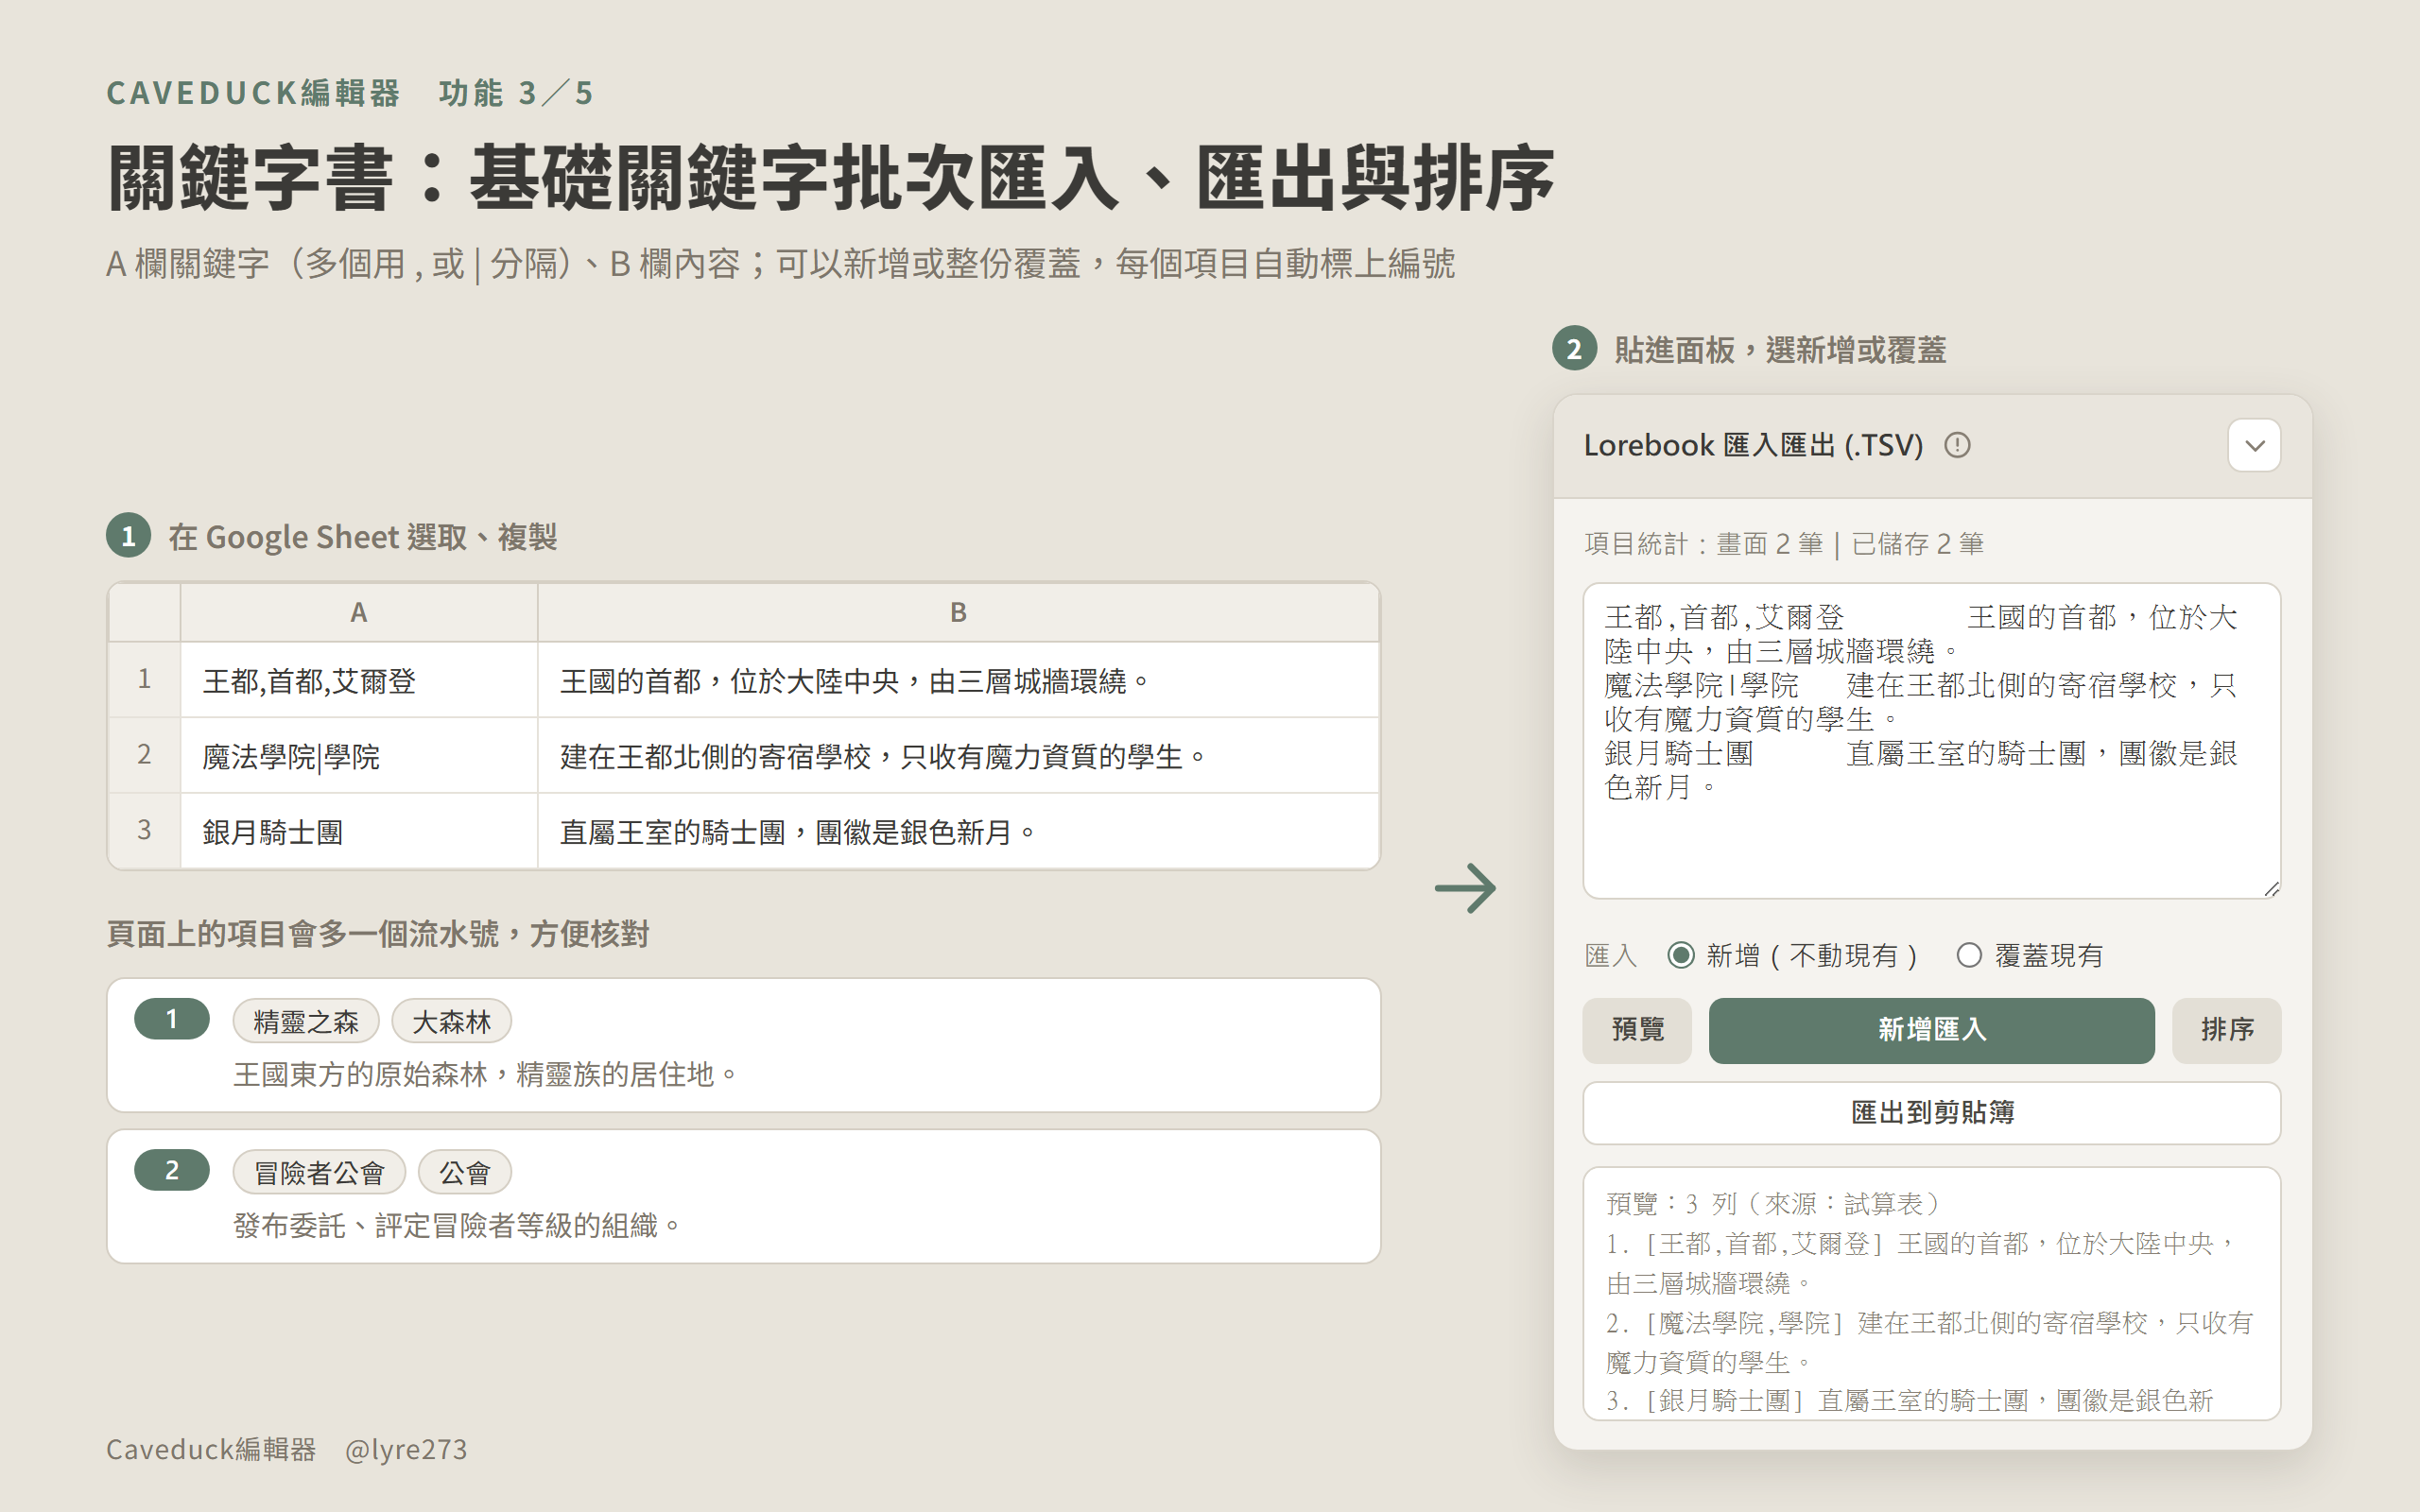 CAVEDUCK編輯器　功能 3／5
關鍵字書：基礎關鍵字批次匯入、匯出與排序
A 欄關鍵字（多個用 , 或 | 分隔）、B 欄內容；可以新增或整份覆蓋，每個項目自動標上編號
1 在 Google Sheet 選取、複製
A B
1 王都,首都,艾爾登 王國的首都，位於大陸中央，由三層城牆環繞。
2 魔法學院|學院 建在王都北側的寄宿學校，只收有魔力資質的學生。
3 銀月騎士團 直屬王室的騎士團，團徽是銀色新月。
頁面上的項目會多一個流水號，方便核對
1 精靈之森 大森林
王國東方的原始森林，精靈族的居住地。
2 冒險者公會 公會
發布委託、評定冒險者等級的組織。
2 貼進面板，選新增或覆蓋
Lorebook 匯入匯出 (.TSV)
項目統計：畫面 2 筆 | 已儲存 2 筆
王都,首都,艾爾登 王國的首都，位於大
陸中央，由三層城牆環繞。
魔法學院|學院 建在王都北側的寄宿學校，只
收有魔力資質的學生。
銀月騎士團 直屬王室的騎士團，團徽是銀
色新月。
匯入 新增（不動現有） 覆蓋現有
預覽 新增匯入 排序
匯出到剪貼簿
預覽：3 列（來源：試算表）
1. [王都,首都,艾爾登] 王國的首都，位於大陸中央，
由三層城牆環繞。
2. [魔法學院,學院] 建在王都北側的寄宿學校，只收有
魔力資質的學生。
3. [銀月騎士團] 直屬王室的騎士團，團徽是銀色新
Caveduck編輯器　@lyre273